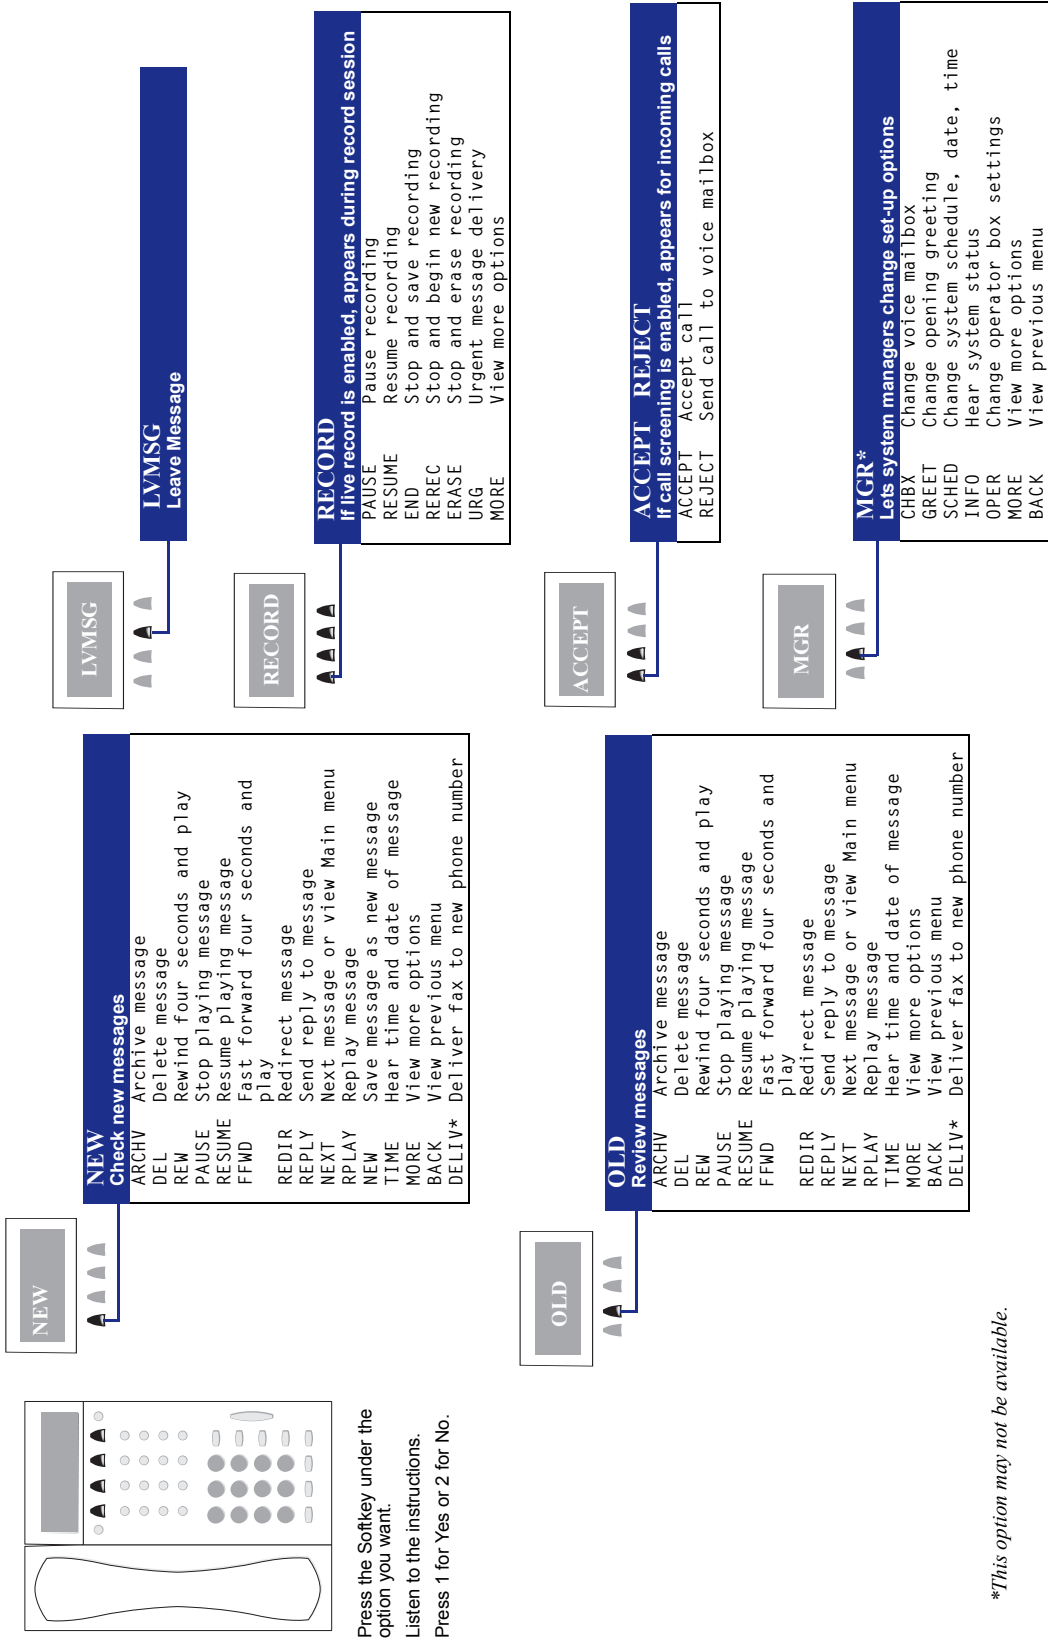 Press the Softkey under the
option you want.
Listen to the instructions.
Press 1 for Yes or 2 for No.
NEW
NEW
Check new messages
ARCHV Archive message
DEL Delete message
REW Rewind four seconds and play
PAUSE Stop playing message
RESUME Resume playing message
FFWD Fast forward four seconds and
play
REDIR Redirect message
REPLY Send reply to message
NEXT Next message or view Main menu
RPLAY Replay message
NEW Save message as new message
TIME Hear time and date of message
MORE View more options
BACK View previous menu
DELIV* Deliver fax to new phone number
OLD
OLD
Review messages
ARCHV Archive message
DEL Delete message
REW Rewind four seconds and play
PAUSE Stop playing message
RESUME Resume playing message
FFWD Fast forward four seconds and
play
REDIR Redirect message
REPLY Send reply to message
NEXT Next message or view Main menu
RPLAY Replay message
TIME Hear time and date of message
MORE View more options
BACK View previous menu
DELIV* Deliver fax to new phone number
LVMSG
LVMSG
Leave Message
RECORD
RECORD
If live record is enabled, appears during record session
PAUSE Pause recording
RESUME Resume recording
END Stop and save recording
REREC Stop and begin new recording
ERASE Stop and erase recording
URG Urgent message delivery
MORE View more options
ACCEPT
ACCEPT REJECT
If call screening is enabled, appears for incoming calls
ACCEPT Accept call
REJECT Send call to voice mailbox
MGR
MGR*
Lets system managers change set-up options
CHBX Change voice mailbox
GREET Change opening greeting
SCHED Change system schedule, date, time
INFO Hear system status
OPER Change operator box settings
MORE View more options
BACK View previous menu
*This option may not be available.